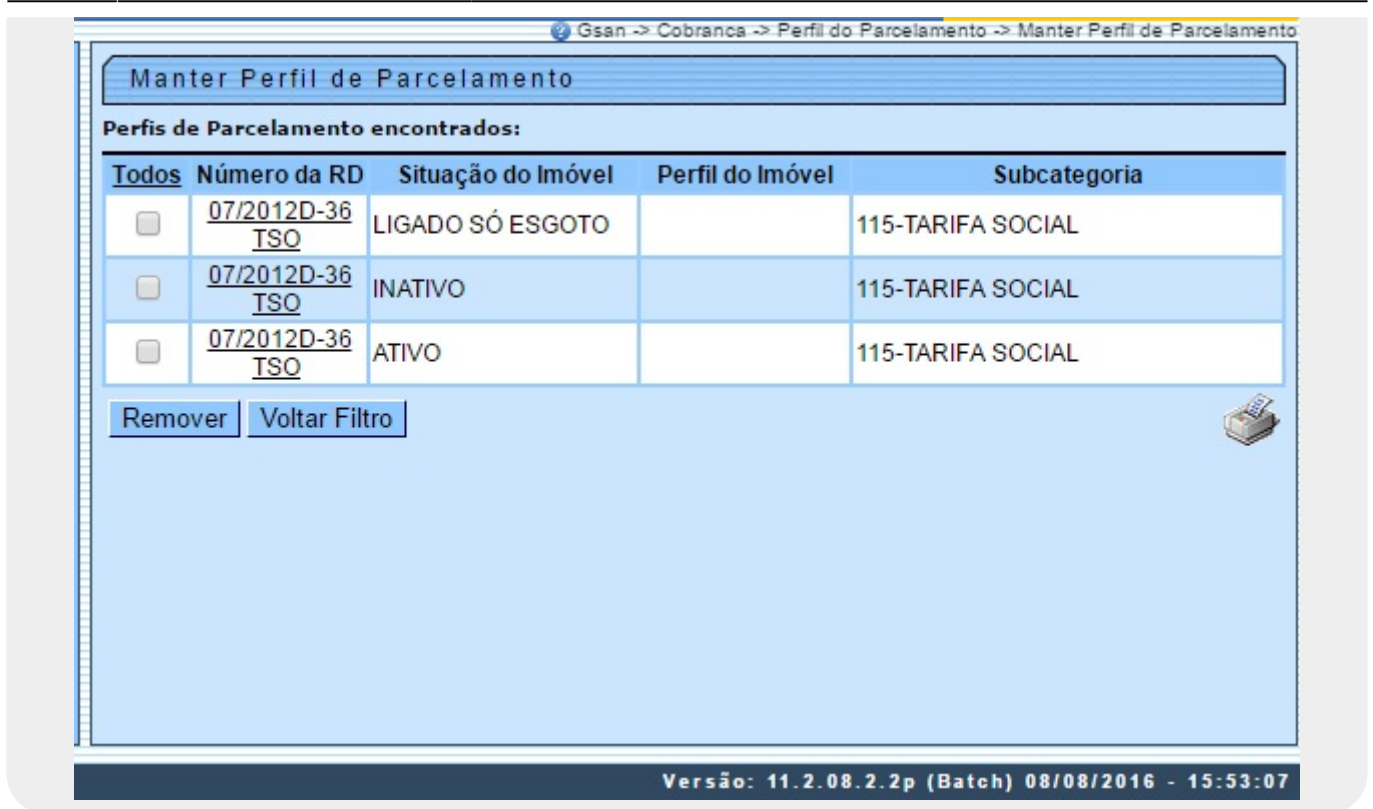 Gsan -> Cobranca -> Perfil do Parcelamento -> Manter Perfil de Parcelamento
Manter Perfil de Parcelamento
Perfis de Parcelamento encontrados:
Todos Número da RD Situação do Imóvel Perfil do Imóvel Subcategoria
07/2012D-36
TSO LIGADO SÓ ESGOTO 115-TARIFA SOCIAL
07/2012D-36
TSO INATIVO 115-TARIFA SOCIAL
07/2012D-36
TSO ATIVO 115-TARIFA SOCIAL
Remover Voltar Filtro
Versão: 11.2.08.2.2p (Batch) 08/08/2016 - 15:53:07